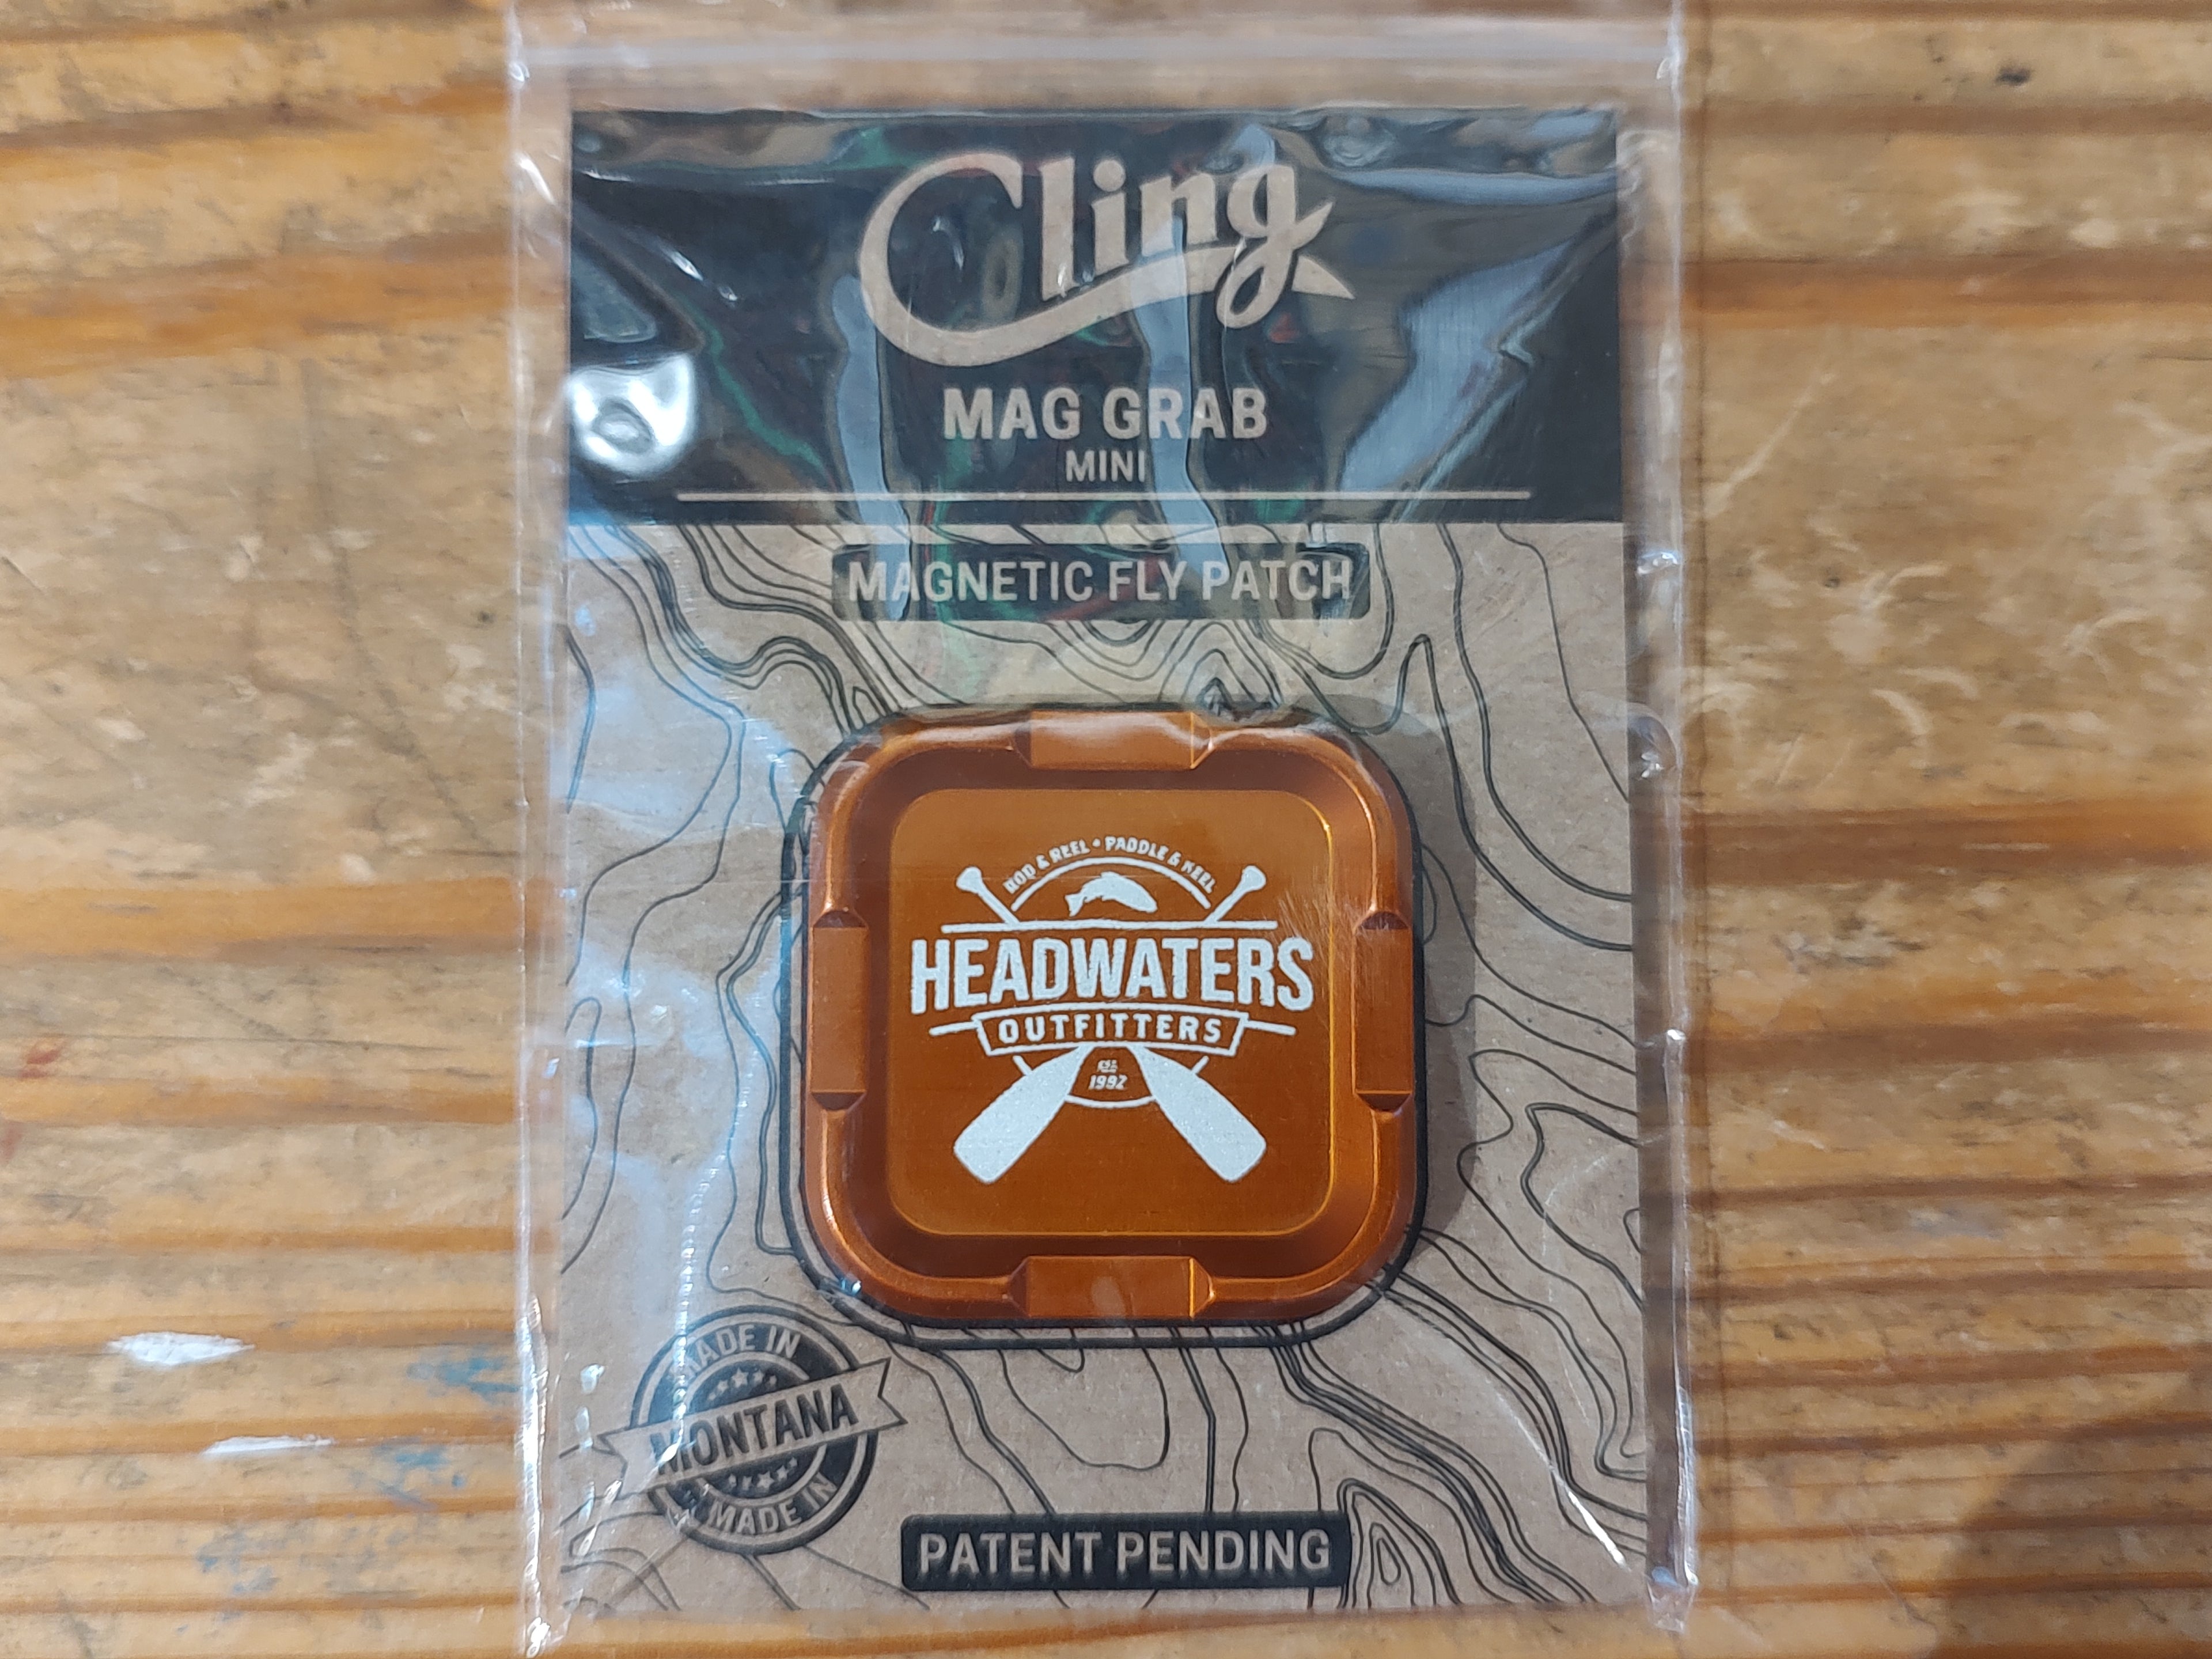 Cling
MAG GRAB
MINI
MAGNETIC FLY PATCH
ROD & REEL • PADDLE & KEEL
HEADWATERS
OUTFITTERS
EST.
1992
MADE IN
MONTANA
MADE IN
PATENT PENDING